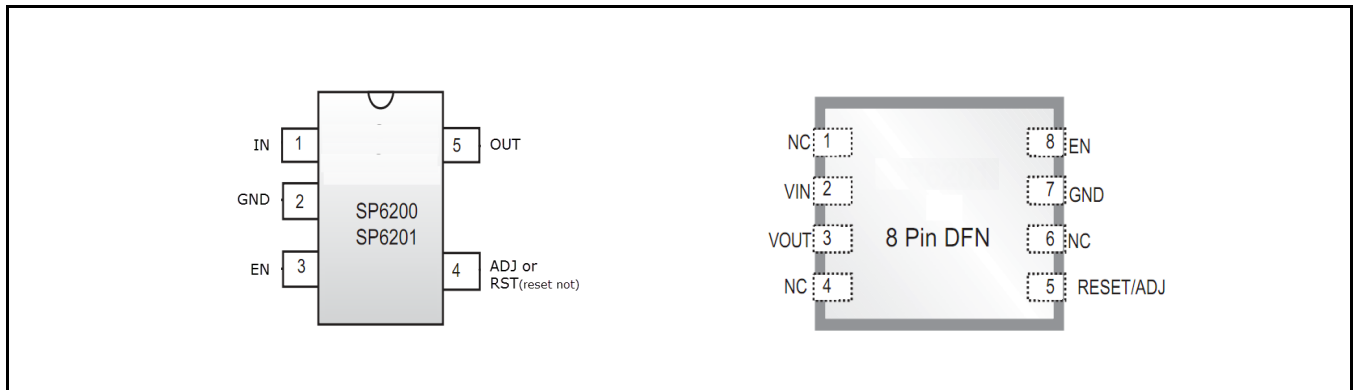 IN 1
GND 2
EN 3
SP6200
SP6201
5 OUT
4 ADJ or
RST(reset not)
NC 1
VIN 2
VOUT 3
NC 4
8 Pin DFN
8 EN
7 GND
6 NC
5 RESET/ADJ